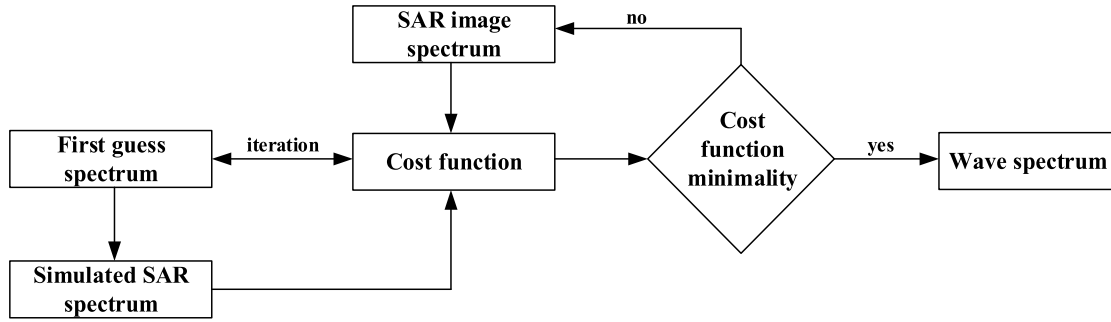 SAR image
spectrum
no
First guess
spectrum
iteration
Cost function
Cost
function
minimality
yes
Wave spectrum
Simulated SAR
spectrum